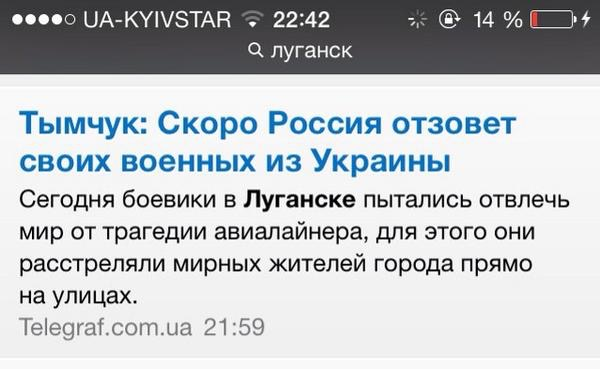 UA-KYIVSTAR 22:42 14 %
луганск
Тымчук: Скоро Россия отзовет
своих военных из Украины
Сегодня боевики в Луганске пытались отвлечь
мир от трагедии авиалайнера, для этого они
расстреляли мирных жителей города прямо
на улицах.
Telegraf.com.ua 21:59